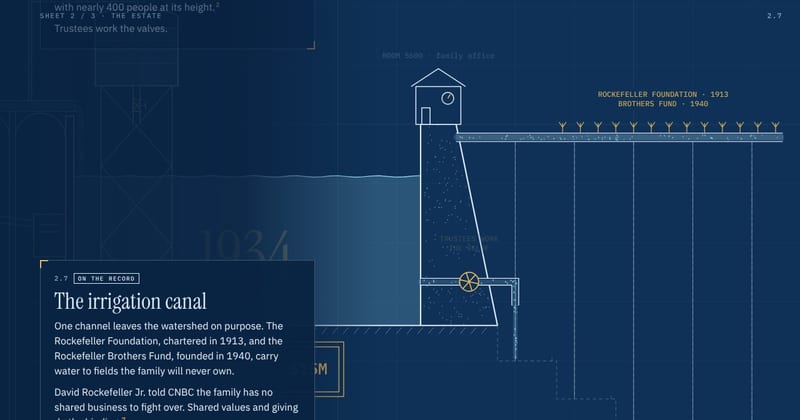 with nearly 400 people at its height.²
SHEET 2 / 3 · THE ESTATE
2.7
Trustees work the valves.
ROOM 5600 · family office
ROCKEFELLER FOUNDATION · 1913
BROTHERS FUND · 1940
1934
TRUSTEES WORK
2.7 ON THE RECORD
The irrigation canal
One channel leaves the watershed on purpose. The
Rockefeller Foundation, chartered in 1913, and the
Rockefeller Brothers Fund, founded in 1940, carry
water to fields the family will never own.
David Rockefeller Jr. told CNBC the family has no
shared business to fight over. Shared values and giving